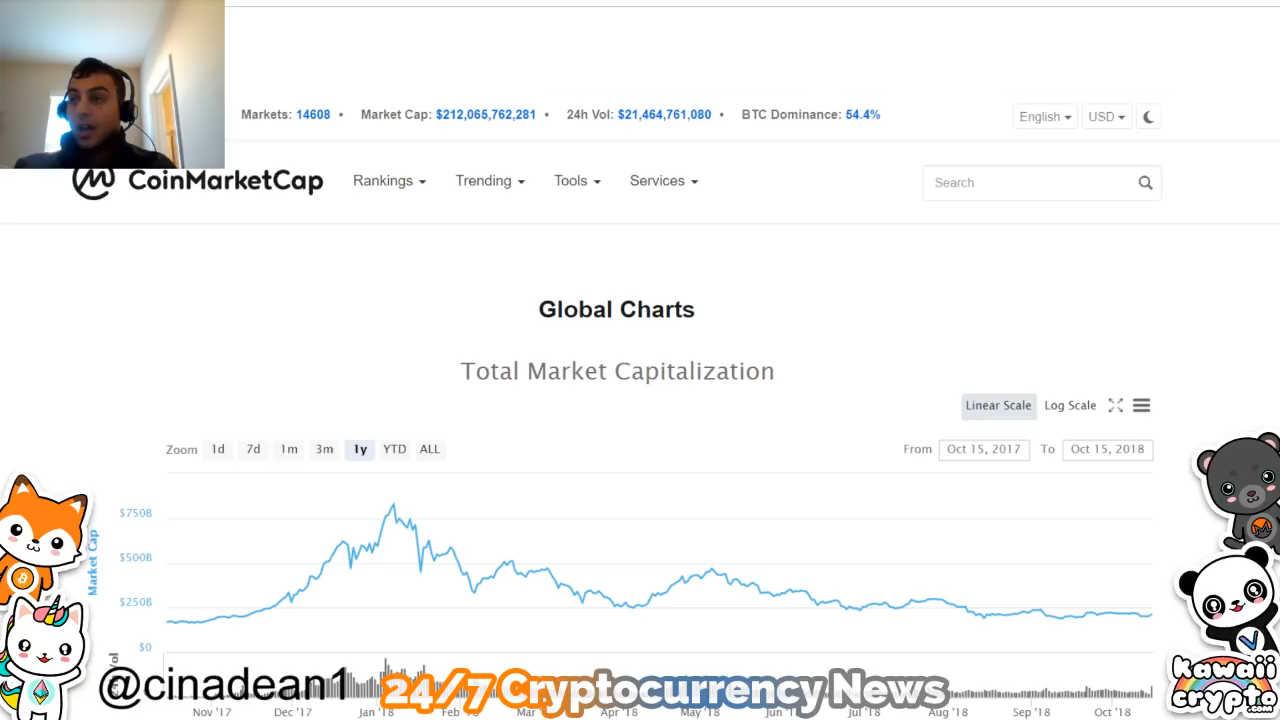 Markets: 14608 • Market Cap: $212,065,762,281 • 24h Vol: $21,464,761,080 • BTC Dominance: 54.4%
English USD
CoinMarketCap Rankings Trending Tools Services
Search
Global Charts
Total Market Capitalization
Linear Scale Log Scale
Zoom 1d 7d 1m 3m 1y YTD ALL
From Oct 15, 2017 To Oct 15, 2018
$750B
$500B
$250B
$0
Market Cap
Vol
@cinadean1
24/7 Cryptocurrency News
Nov '17 Dec '17 Jan '18 Feb '18 Mar Apr '18 May '18 Jun '18 Jul '18 Aug '18 Sep '18 Oct '18
kawaii
crypto
.com